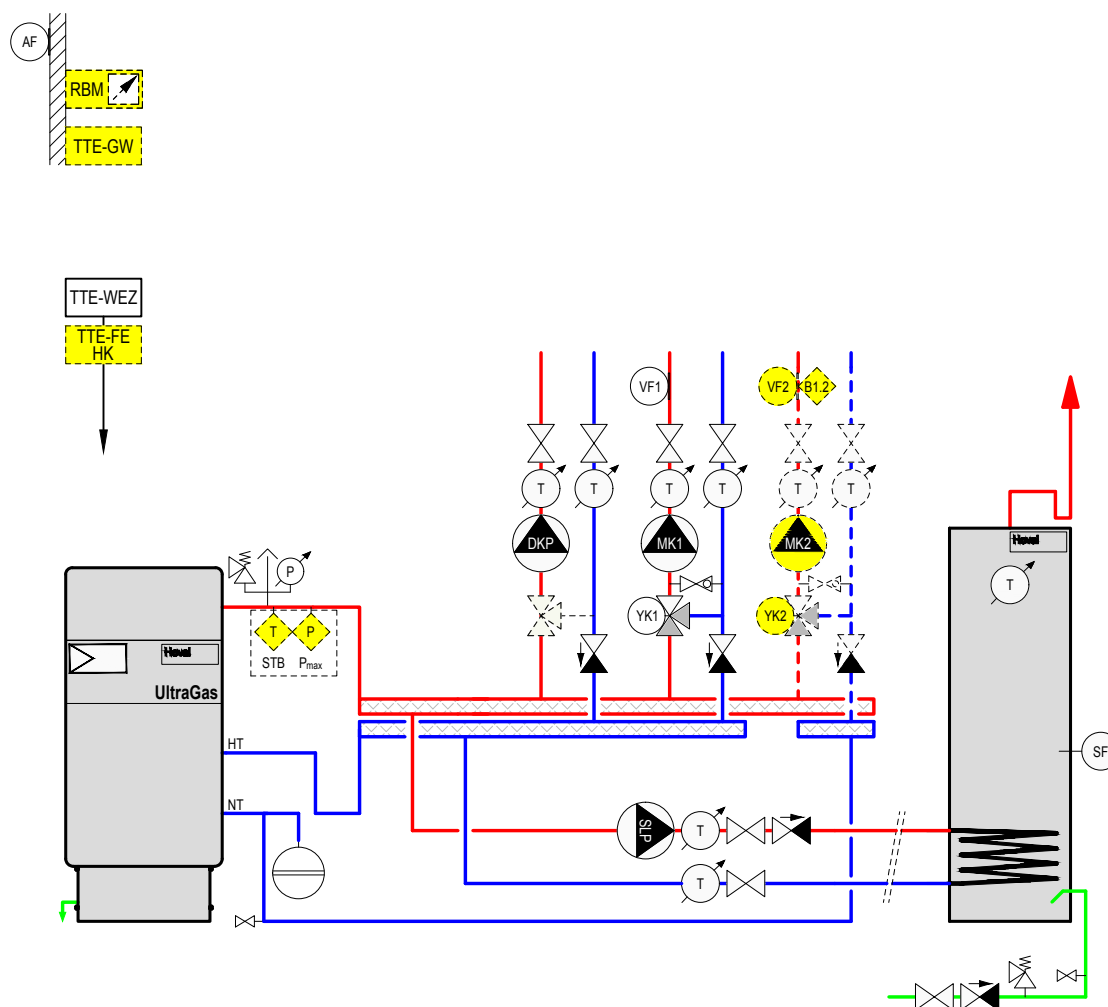 AF
RBM
TTE-GW
TTE-WEZ
TTE-FE
HK
VF1
VF2
B1.2
T
T
T
T
T
T
DKP
MK1
MK2
YK1
YK2
P
T
P
STB
Pmax
Hoval
UltraGas
HT
NT
Hoval
T
SF
SLP
T
T